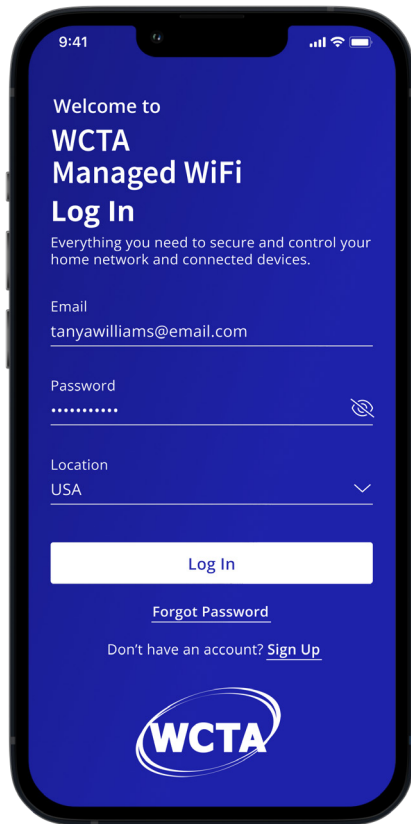 9:41
Welcome to
WCTA
Managed WiFi
Log In
Everything you need to secure and control your
home network and connected devices.
Email
tanyawilliams@email.com
Password
•••••••••••
Location
USA
Log In
Forgot Password
Don’t have an account? Sign Up
WCTA